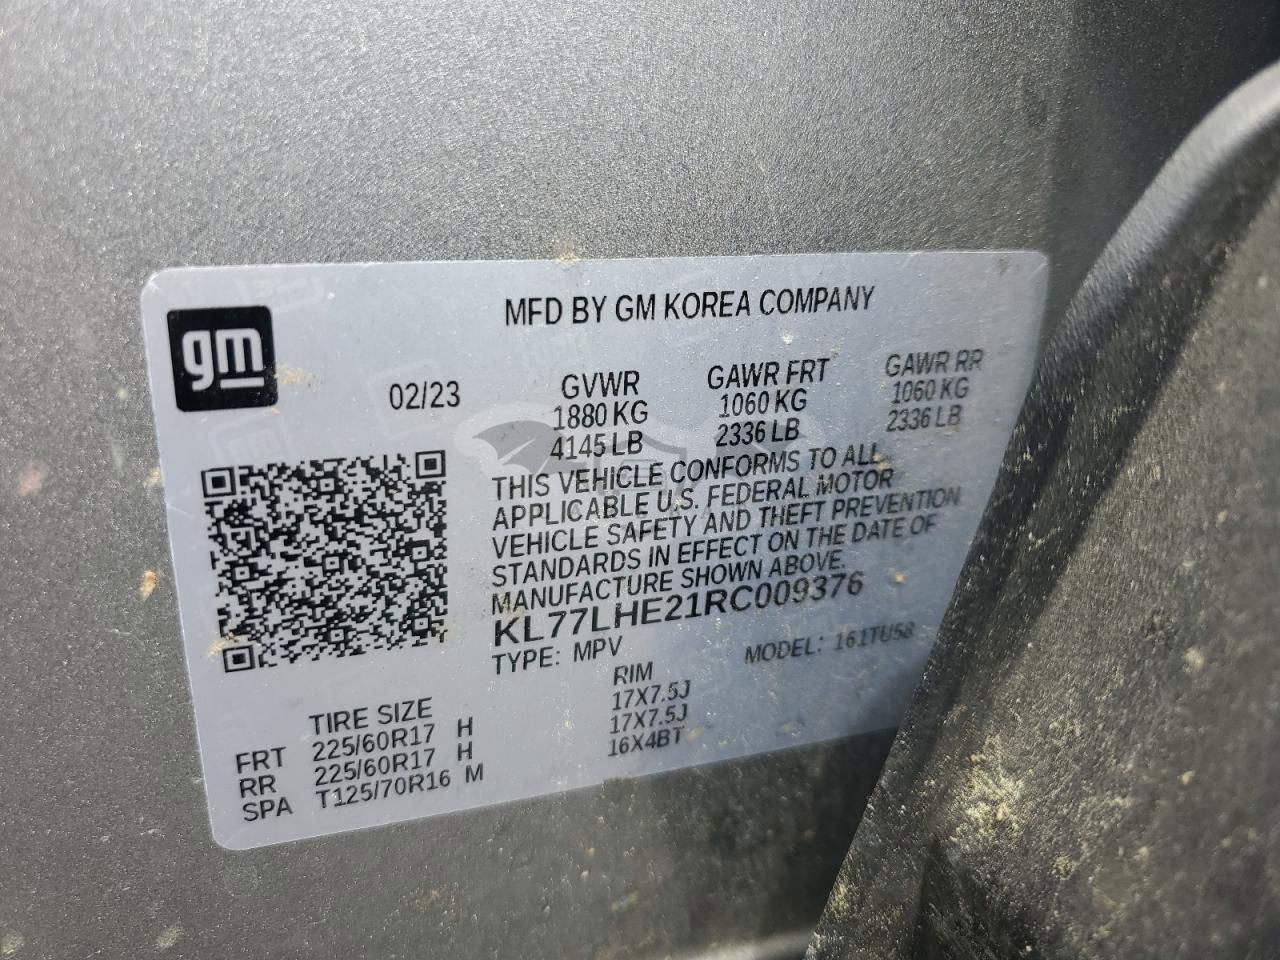 gm
MFD BY GM KOREA COMPANY
02/23
GVWR GAWR FRT GAWR RR
1880 KG 1060 KG 1060 KG
4145 LB 2336 LB 2336 LB
THIS VEHICLE CONFORMS TO ALL
APPLICABLE U.S. FEDERAL MOTOR
VEHICLE SAFETY AND THEFT PREVENTION
STANDARDS IN EFFECT ON THE DATE OF
MANUFACTURE SHOWN ABOVE.
KL77LHE21RC009376
TYPE: MPV MODEL: 161TU58
TIRE SIZE RIM
FRT 225/60R17 H 17X7.5J
RR 225/60R17 H 17X7.5J
SPA T125/70R16 M 16X4BT